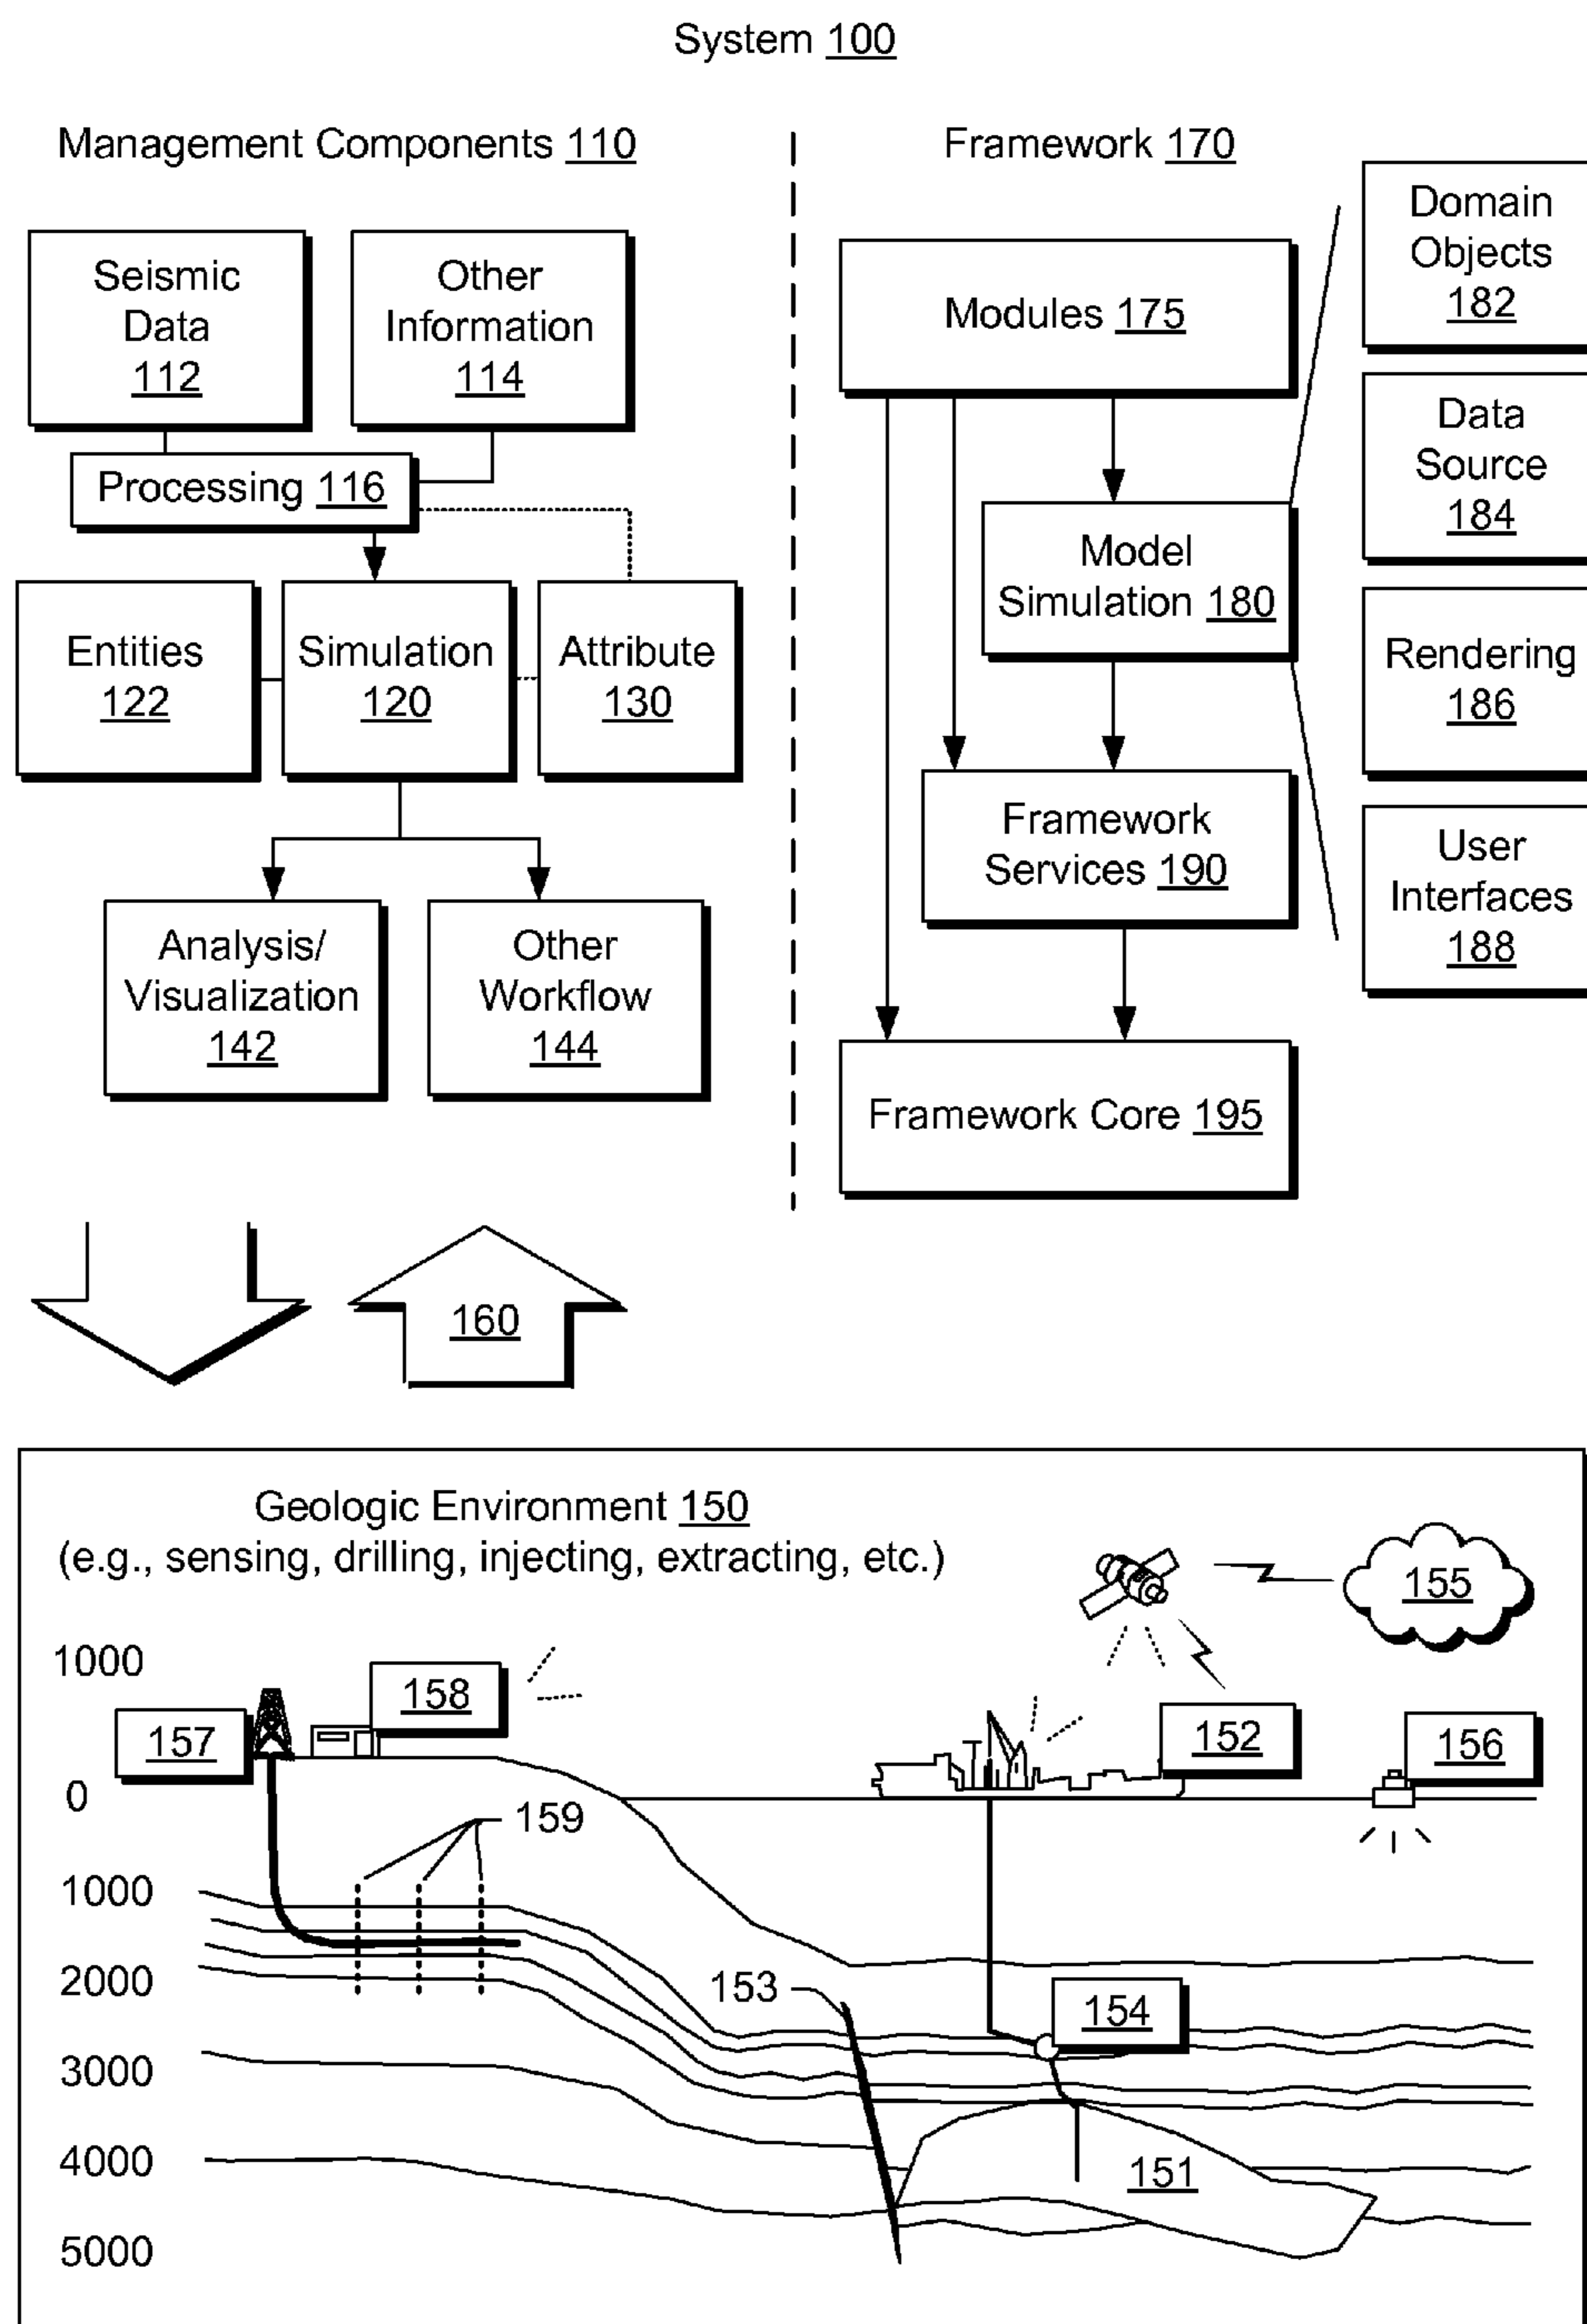 System 100
Management Components 110
Framework 170
Seismic
Data
112
Other
Information
114
Processing 116
Entities
122
Simulation
120
Attribute
130
Analysis/
Visualization
142
Other
Workflow
144
Modules 175
Model
Simulation 180
Framework
Services 190
Framework Core 195
Domain
Objects
182
Data
Source
184
Rendering
186
User
Interfaces
188
160
Geologic Environment 150
(e.g., sensing, drilling, injecting, extracting, etc.)
155
1000
158
157
152
156
0
159
1000
2000
153
154
3000
4000
151
5000